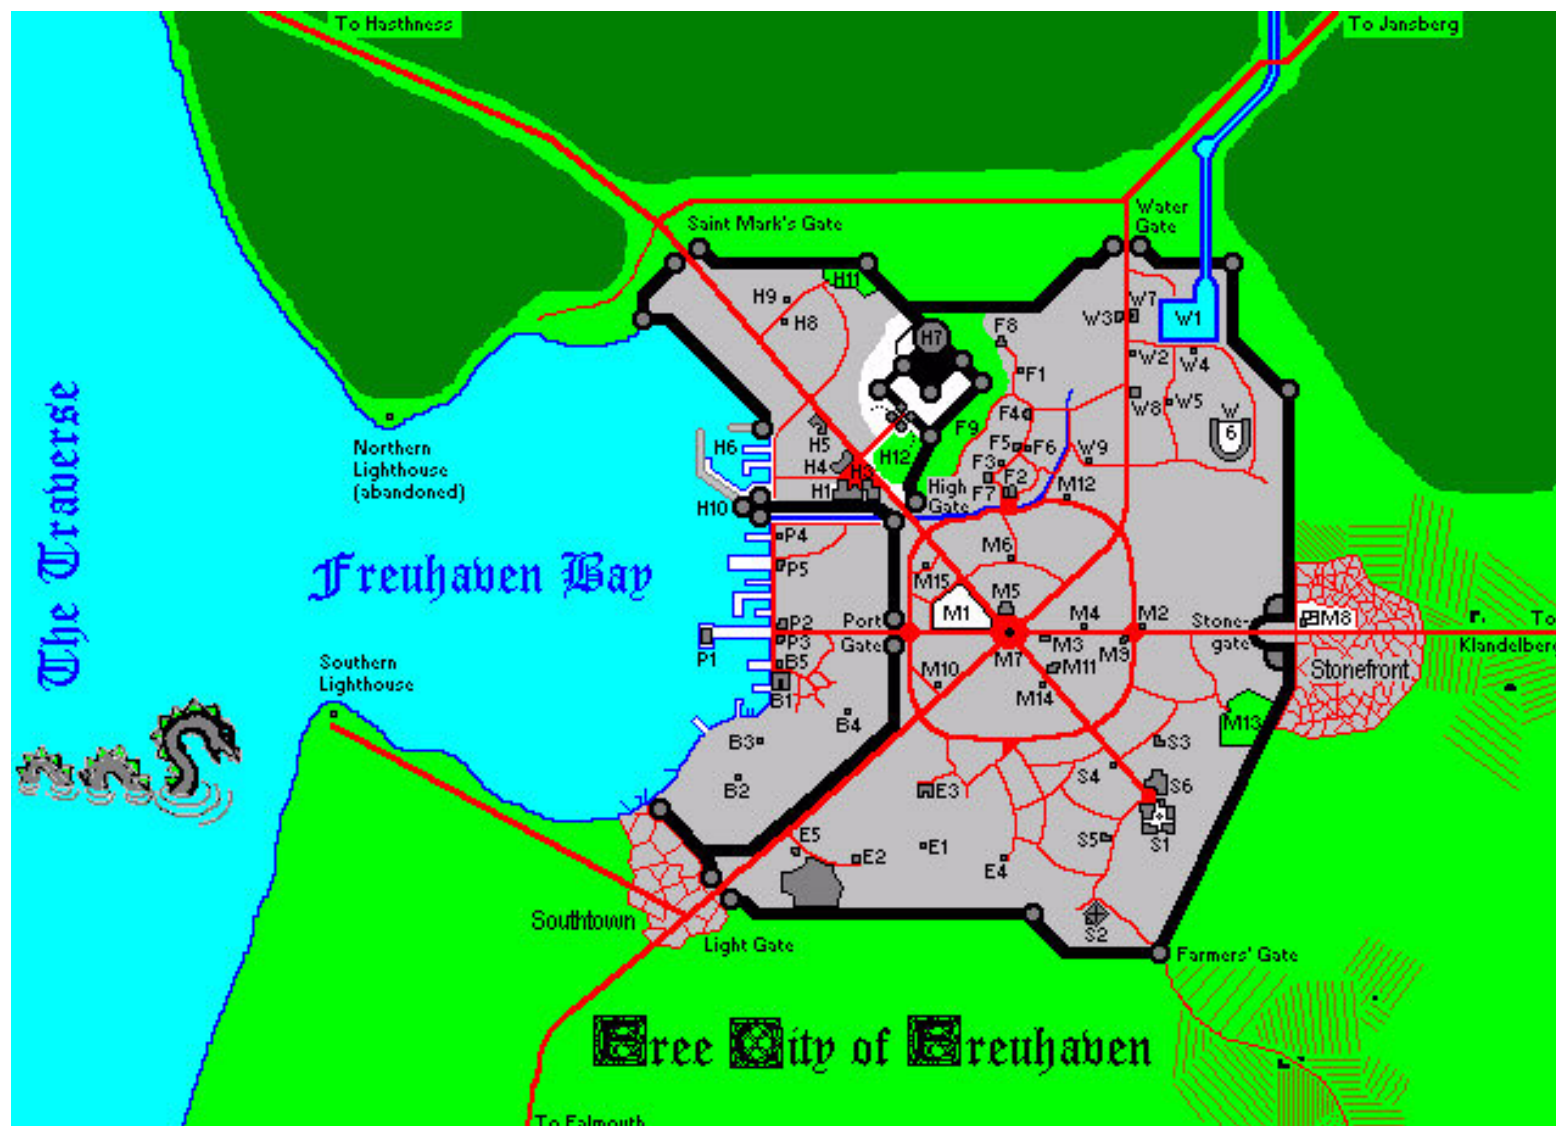 To Hasthness
To Jansberg
Water
Gate
Saint Mark's Gate
H11
H9
H8
W7
W3
W1
H7
F8
W2
W4
F1
W8
W5
W
6
The Traverse
Northern
Lighthouse
(abandoned)
H6
H5
H4
H3
H12
H1
H10
F9
F4
F5
F6
F3
F2
F7
W9
M12
High
Gate
Freuhaven Bay
P4
P5
M6
M15
M5
M1
P2
P3
P1
Port
Gate
M4
M2
M3
M9
M7
M11
M10
M14
Stone-
gate
M8
To
Klandelberg
Stonefront
M13
Southern
Lighthouse
B5
B1
B4
B3
B2
S3
S4
S6
S5
S1
S2
E3
E5
E2
E1
E4
Southtown
Light Gate
Farmers' Gate
Free City of Freuhaven
To Falmouth